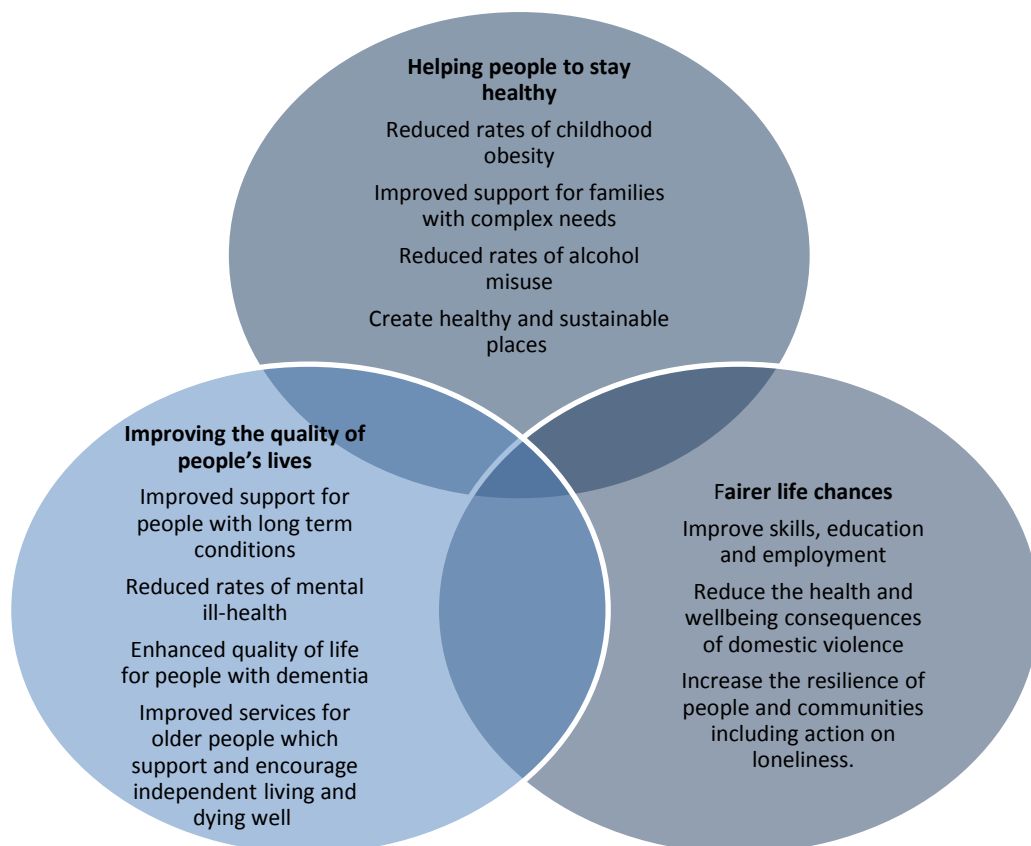 Helping people to stay
healthy
Reduced rates of childhood
obesity
Improved support for families
with complex needs
Reduced rates of alcohol
misuse
Create healthy and sustainable
places
Improving the quality of
people’s lives
Improved support for
people with long term
conditions
Reduced rates of mental
ill-health
Enhanced quality of life
for people with dementia
Improved services for
older people which
support and encourage
independent living and
dying well
Fairer life chances
Improve skills, education
and employment
Reduce the health and
wellbeing consequences
of domestic violence
Increase the resilience of
people and communities
including action on
loneliness.